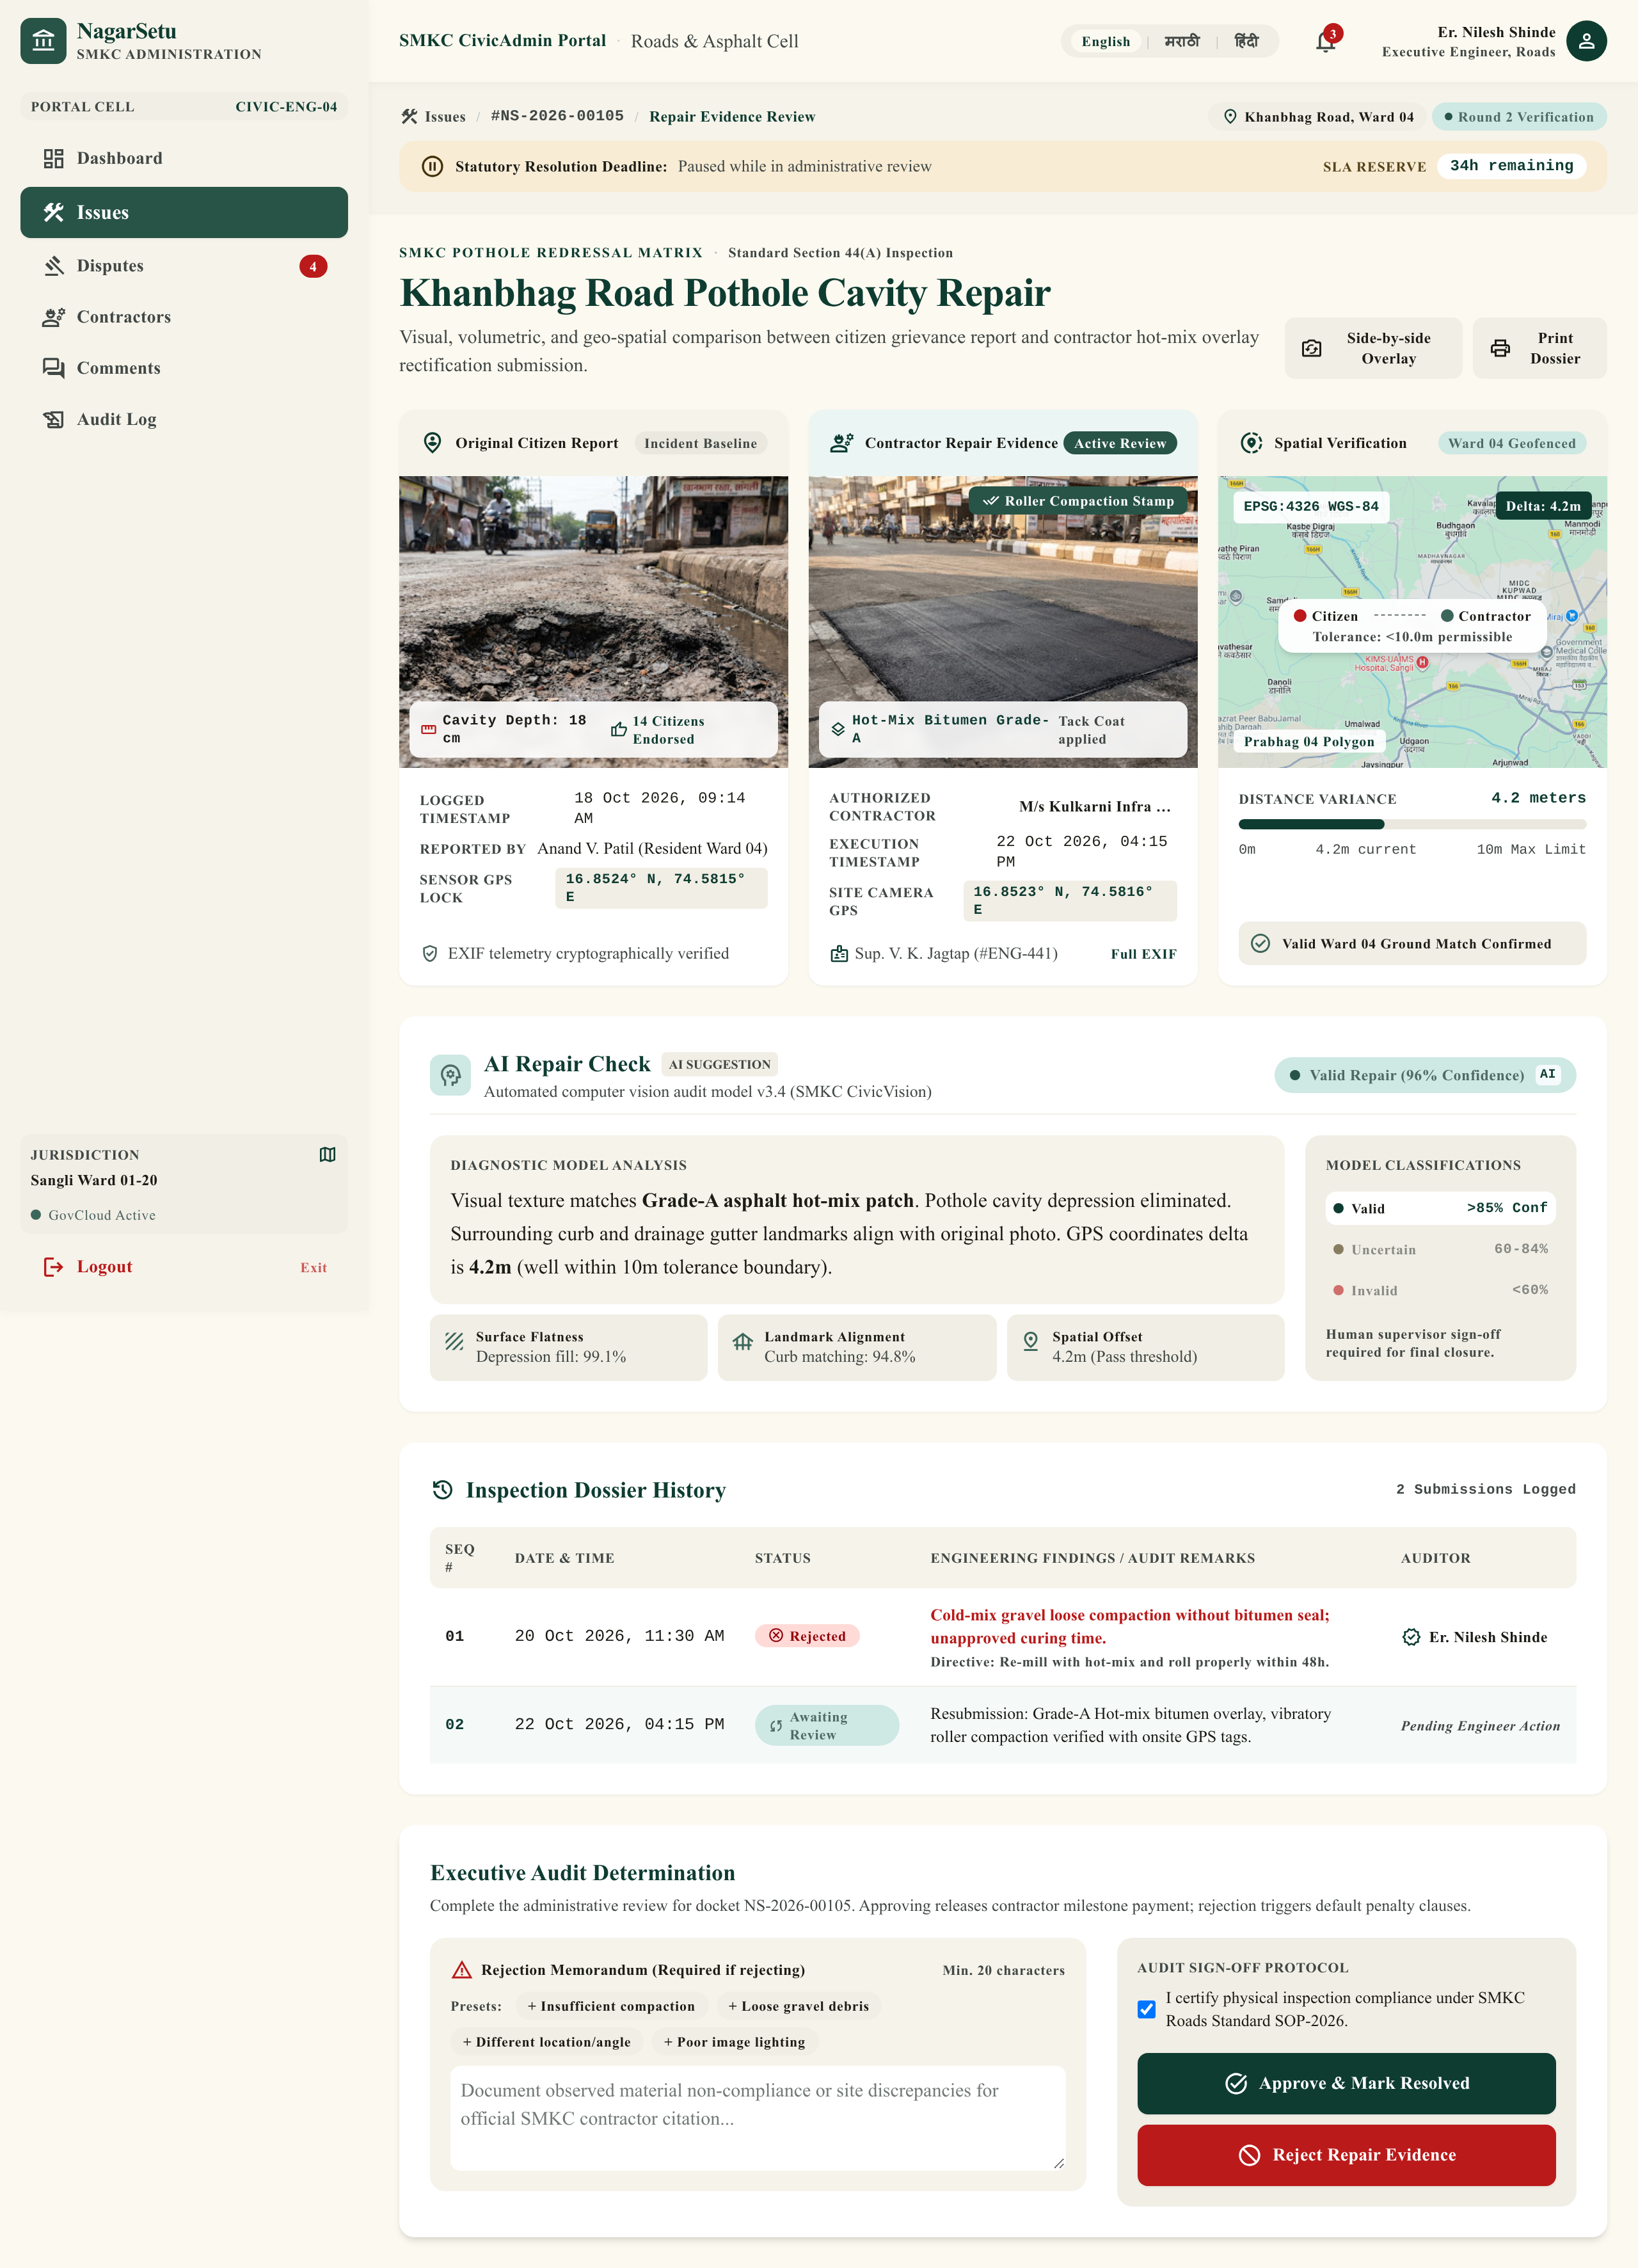 NagarSetu
SMKC ADMINISTRATION
PORTAL CELL CIVIC-ENG-04
Dashboard
Issues
Disputes 4
Contractors
Comments
Audit Log
JURISDICTION
Sangli Ward 01-20
GovCloud Active
Logout Exit
SMKC CivicAdmin Portal · Roads & Asphalt Cell
English | मराठी | हिंदी
3
Er. Nilesh Shinde
Executive Engineer, Roads
Issues / #NS-2026-00105 / Repair Evidence Review
Khanbhag Road, Ward 04
Round 2 Verification
Statutory Resolution Deadline: Paused while in administrative review
SLA RESERVE 34h remaining
SMKC POTHOLE REDRESSAL MATRIX · Standard Section 44(A) Inspection
Khanbhag Road Pothole Cavity Repair
Visual, volumetric, and geo-spatial comparison between citizen grievance report and contractor hot-mix overlay
rectification submission.
Side-by-side
Overlay
Print
Dossier
Original Citizen Report Incident Baseline
Cavity Depth: 18
cm
14 Citizens
Endorsed
LOGGED
TIMESTAMP
18 Oct 2026, 09:14
AM
REPORTED BY Anand V. Patil (Resident Ward 04)
SENSOR GPS
LOCK
16.8524° N, 74.5815°
E
EXIF telemetry cryptographically verified
Contractor Repair Evidence Active Review
Roller Compaction Stamp
Hot-Mix Bitumen Grade-
A
Tack Coat
applied
AUTHORIZED
CONTRACTOR
M/s Kulkarni Infra ...
EXECUTION
TIMESTAMP
22 Oct 2026, 04:15
PM
SITE CAMERA
GPS
16.8523° N, 74.5816°
E
Sup. V. K. Jagtap (#ENG-441) Full EXIF
Spatial Verification Ward 04 Geofenced
EPSG:4326 WGS-84
Delta: 4.2m
Kasbe Digraj
Budhgaon
Manmodi
MADHAVNAGAR
MIDC
KUPWAD
Citizen Contractor
Tolerance: <10.0m permissible
Miraj
Government
Medical Colle
KIMS-UAIMS
Hospital, Sangli
Danoli
Umalwad
Udgaon
Arjunwad
Jaysingpur
Prabhag 04 Polygon
DISTANCE VARIANCE 4.2 meters
0m 4.2m current 10m Max Limit
Valid Ward 04 Ground Match Confirmed
AI Repair Check AI SUGGESTION
Automated computer vision audit model v3.4 (SMKC CivicVision)
Valid Repair (96% Confidence) AI
DIAGNOSTIC MODEL ANALYSIS
Visual texture matches Grade-A asphalt hot-mix patch. Pothole cavity depression eliminated.
Surrounding curb and drainage gutter landmarks align with original photo. GPS coordinates delta
is 4.2m (well within 10m tolerance boundary).
Surface Flatness
Depression fill: 99.1%
Landmark Alignment
Curb matching: 94.8%
Spatial Offset
4.2m (Pass threshold)
MODEL CLASSIFICATIONS
Valid >85% Conf
Uncertain 60-84%
Invalid <60%
Human supervisor sign-off
required for final closure.
Inspection Dossier History
2 Submissions Logged
SEQ
#
DATE & TIME STATUS ENGINEERING FINDINGS / AUDIT REMARKS AUDITOR
01 20 Oct 2026, 11:30 AM Rejected
Cold-mix gravel loose compaction without bitumen seal;
unapproved curing time.
Directive: Re-mill with hot-mix and roll properly within 48h.
Er. Nilesh Shinde
02 22 Oct 2026, 04:15 PM
Awaiting
Review
Resubmission: Grade-A Hot-mix bitumen overlay, vibratory
roller compaction verified with onsite GPS tags.
Pending Engineer Action
Executive Audit Determination
Complete the administrative review for docket NS-2026-00105. Approving releases contractor milestone payment; rejection triggers default penalty clauses.
Rejection Memorandum (Required if rejecting) Min. 20 characters
Presets: + Insufficient compaction + Loose gravel debris
+ Different location/angle + Poor image lighting
Document observed material non-compliance or site discrepancies for
official SMKC contractor citation...
AUDIT SIGN-OFF PROTOCOL
I certify physical inspection compliance under SMKC
Roads Standard SOP-2026.
Approve & Mark Resolved
Reject Repair Evidence